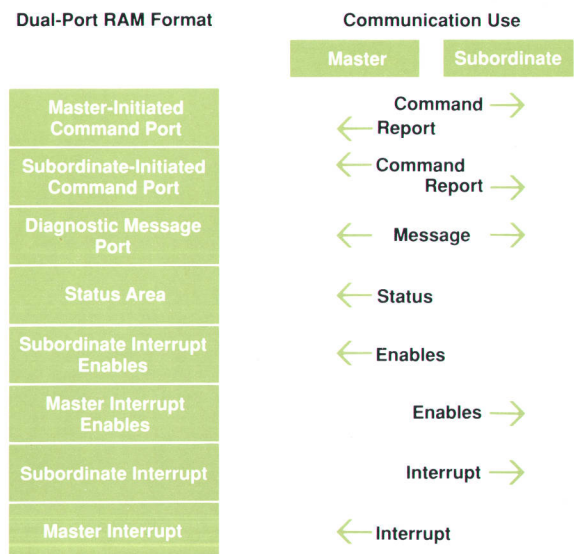 Dual-Port RAM Format
Communication Use
Master
Subordinate
Master-Initiated
Command Port
Command
Report
Subordinate-Initiated
Command Port
Command
Report
Diagnostic Message
Port
Message
Status Area
Status
Subordinate Interrupt
Enables
Enables
Master Interrupt
Enables
Enables
Subordinate Interrupt
Interrupt
Master Interrupt
Interrupt